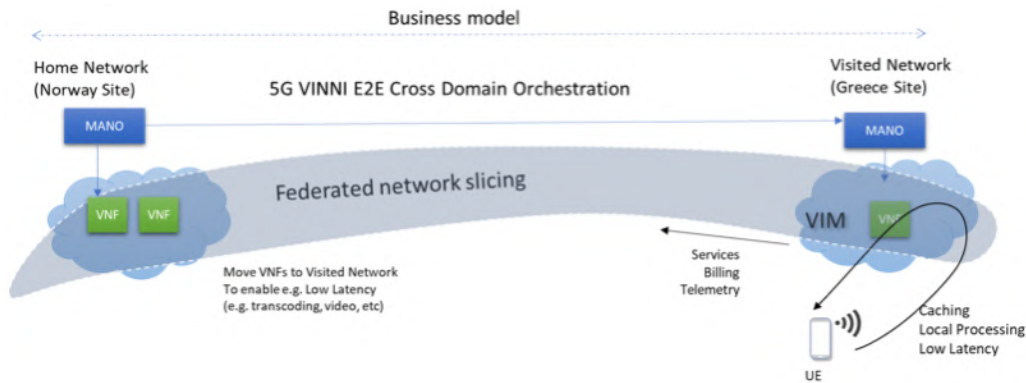 Business model
Home Network
(Norway Site)
5G VINNI E2E Cross Domain Orchestration
Visited Network
(Greece Site)
MANO
MANO
Federated network slicing
VNF
VNF
VIM
VNF
Move VNFs to Visited Network
To enable e.g. Low Latency
(e.g. transcoding, video, etc)
Services
Billing
Telemetry
Caching
Local Processing
Low Latency
UE